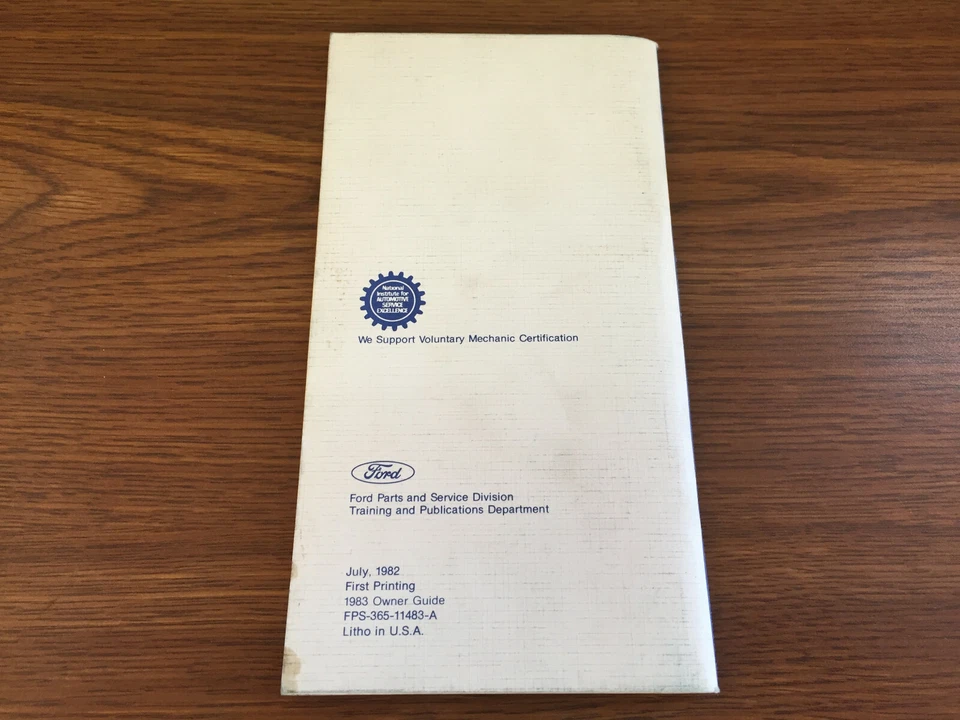 National
Institute for
AUTOMOTIVE
SERVICE
EXCELLENCE
We Support Voluntary Mechanic Certification
Ford
Ford Parts and Service Division
Training and Publications Department
July, 1982
First Printing
1983 Owner Guide
FPS-365-11483-A
Litho in U.S.A.